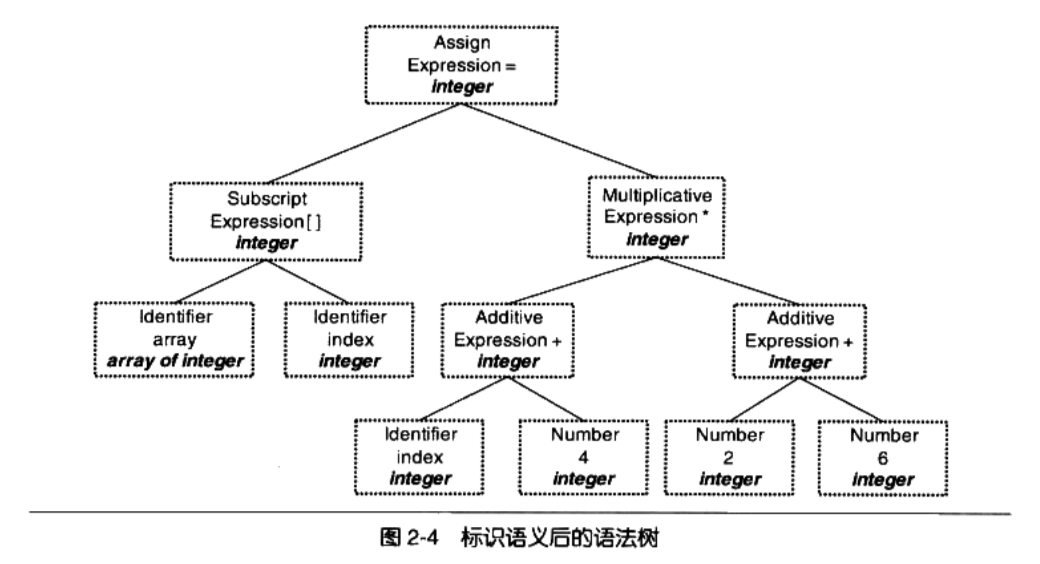 Assign
Expression =
integer
Subscript
Expression[ ]
integer
Multiplicative
Expression *
integer
Identifier
array
array of integer
Identifier
index
integer
Additive
Expression +
integer
Additive
Expression +
integer
Identifier
index
integer
Number
4
integer
Number
2
integer
Number
6
integer
图 2-4 标识语义后的语法树